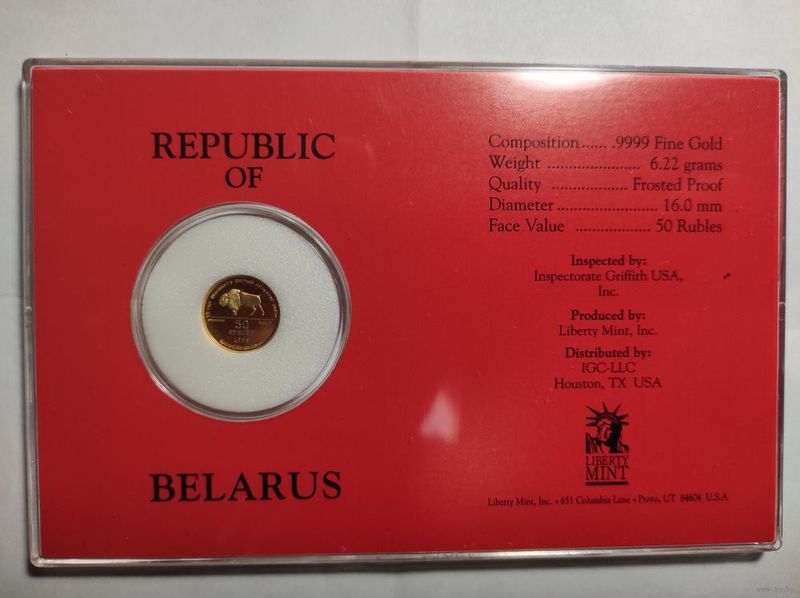 REPUBLIC
OF
50
BELARUS
Composition...... .9999 Fine Gold
Weight .................... 6.22 grams
Quality ................ Frosted Proof
Diameter..................... 16.0 mm
Face Value ................ 50 Rubles
Inspected by:
Inspectorate Griffith USA,
Inc.
Produced by:
Liberty Mint, Inc.
Distributed by:
IGC-LLC
Houston, TX USA
LIBERTY
MINT
Liberty Mint, Inc. • 651 Columbia Lane • Provo, UT 84604 U.S.A